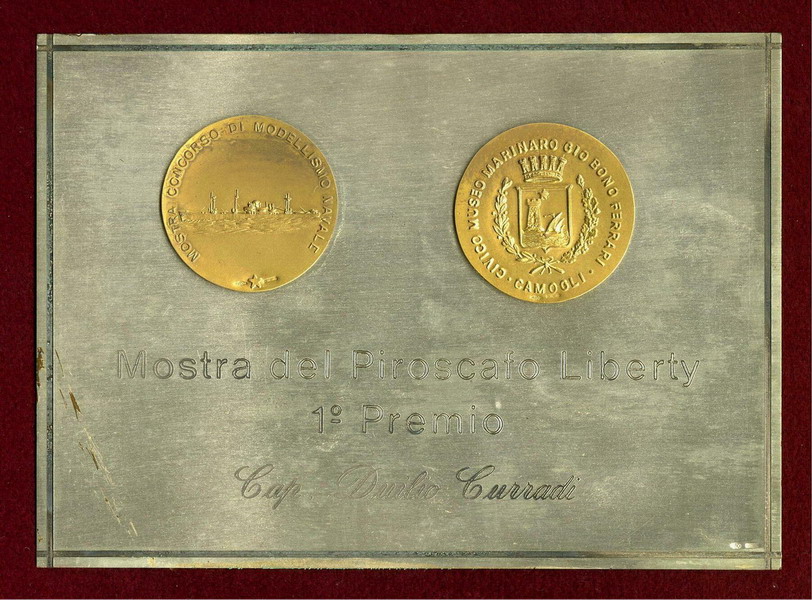 MOSTRA CONCORSO DI MODELLISMO NAVALE
CIVICO MUSEO MARINARO GIO BONO FERRARI
· CAMOGLI ·
Mostra del Piroscafo Liberty
1º Premio
Cap. Duilio Curradi